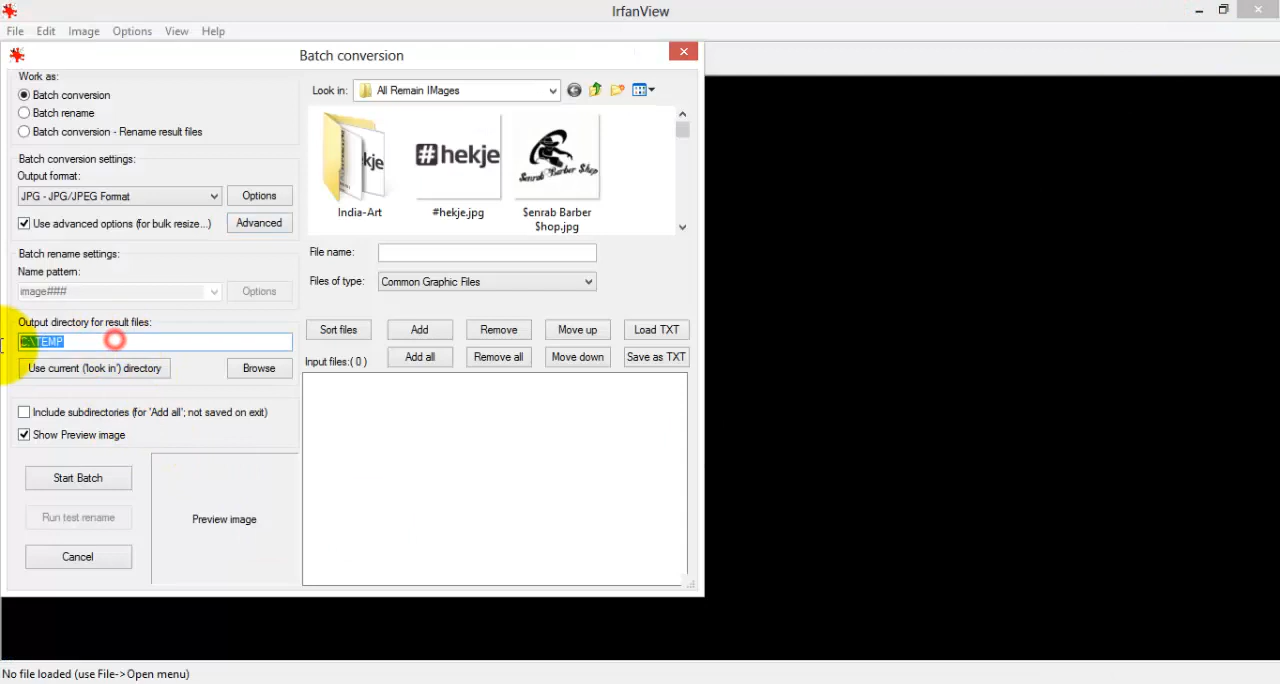 IrfanView
File Edit Image Options View Help
Batch conversion
Work as:
Batch conversion
Batch rename
Batch conversion - Rename result files
Batch conversion settings:
Output format:
JPG - JPG/JPEG Format
Options
Use advanced options (for bulk resize...)
Advanced
Batch rename settings:
Name pattern:
image###
Options
Output directory for result files:
C:\TEMP
Use current ('look in') directory
Browse
Include subdirectories (for 'Add all'; not saved on exit)
Show Preview image
Start Batch
Run test rename
Cancel
Preview image
Look in:
All Remain IMages
kje
#hekje
Senrab Barber Shop
India-Art
#hekje.jpg
Senrab Barber
Shop.jpg
File name:
Files of type:
Common Graphic Files
Sort files
Add
Remove
Move up
Load TXT
Input files:( 0 )
Add all
Remove all
Move down
Save as TXT
No file loaded (use File->Open menu)